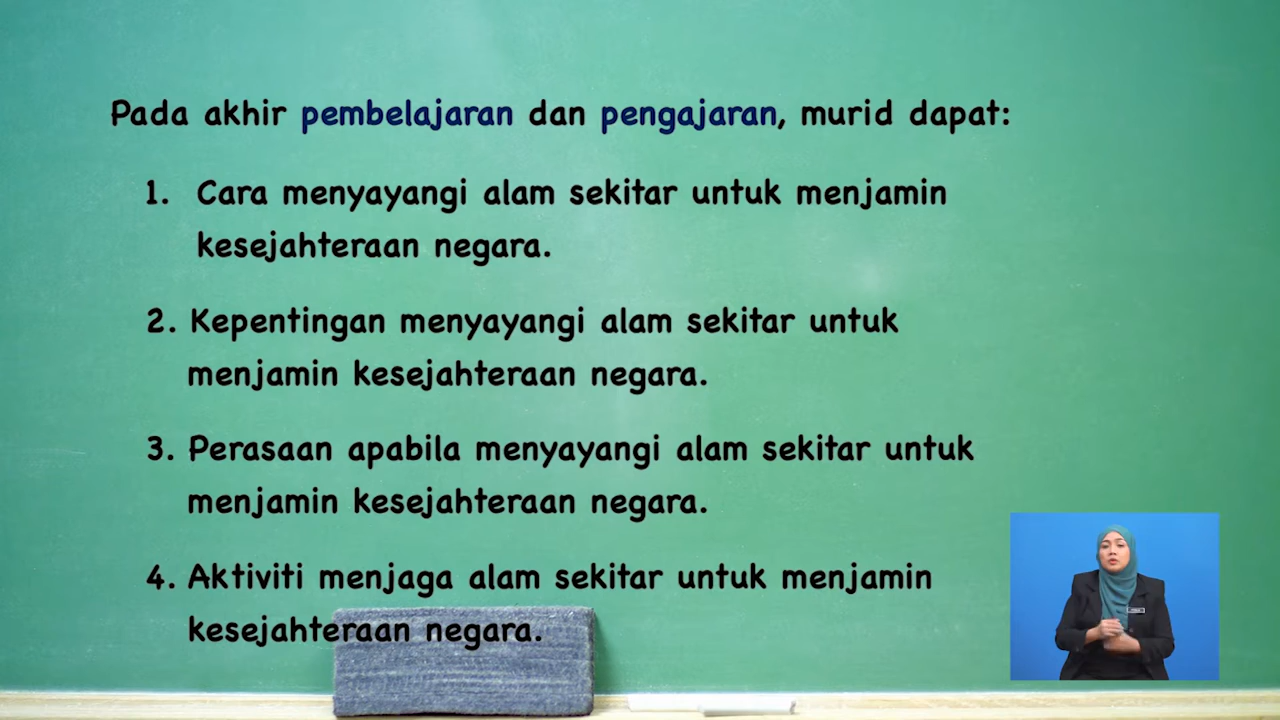 Pada akhir pembelajaran dan pengajaran, murid dapat:
1. Cara menyayangi alam sekitar untuk menjamin
kesejahteraan negara.
2. Kepentingan menyayangi alam sekitar untuk
menjamin kesejahteraan negara.
3. Perasaan apabila menyayangi alam sekitar untuk
menjamin kesejahteraan negara.
4. Aktiviti menjaga alam sekitar untuk menjamin
kesejahteraan negara.